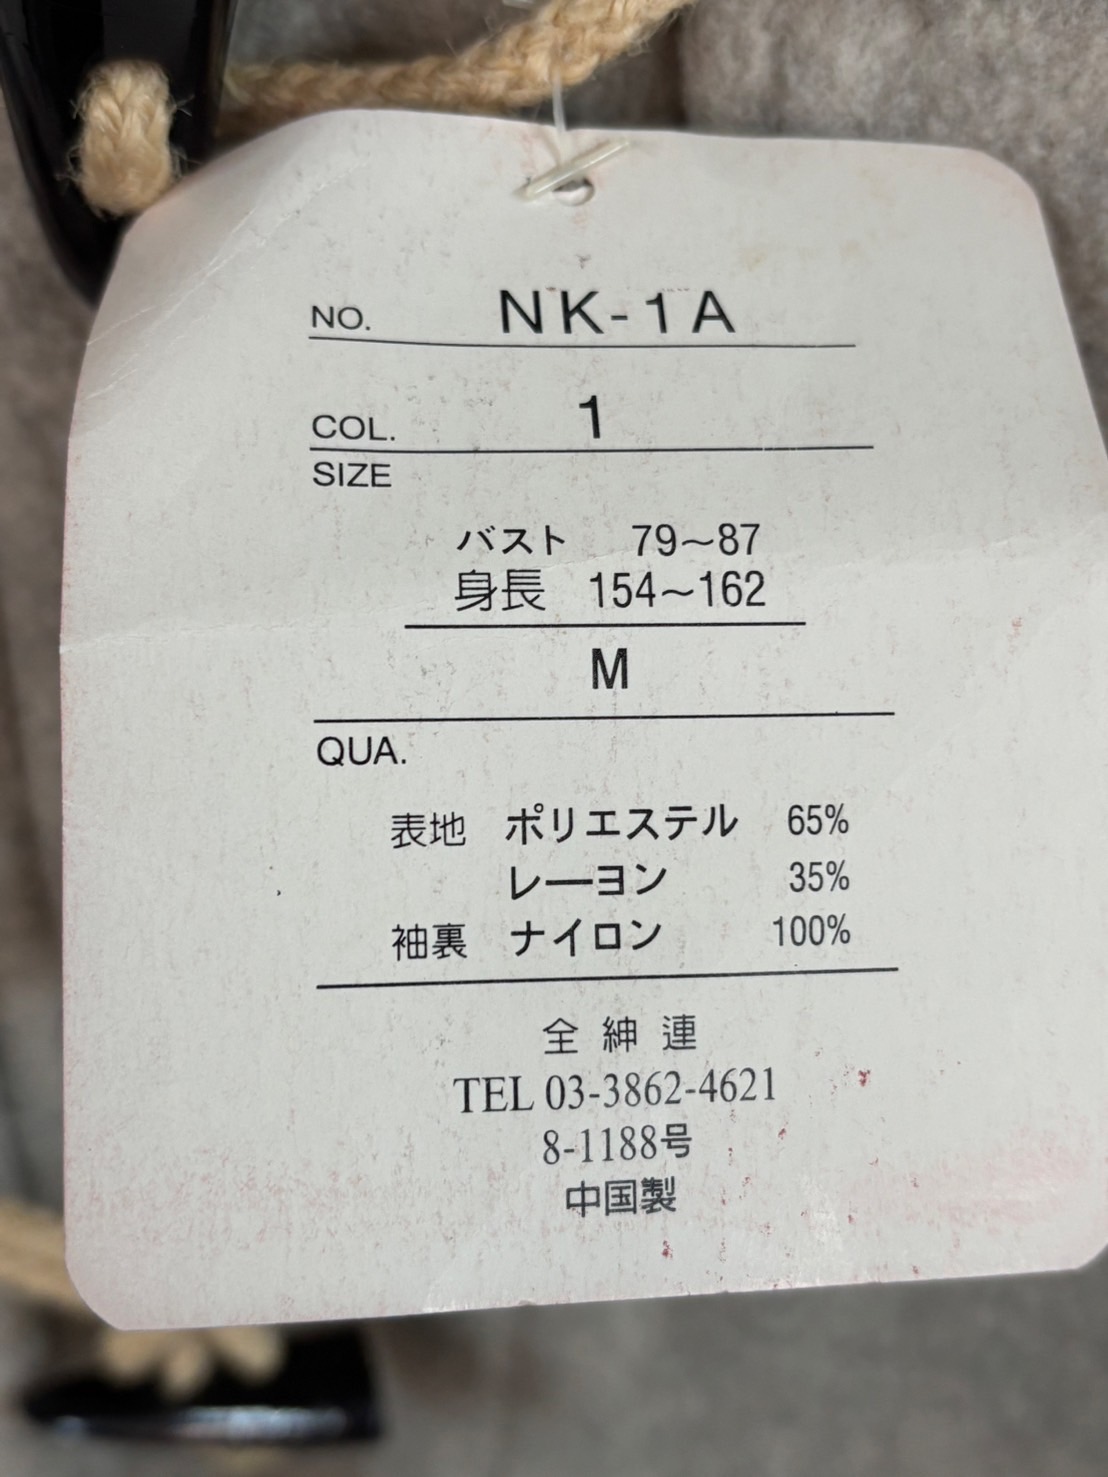 NO. NK-1A
COL. 1
SIZE
バスト 79～87
身長 154～162
M
QUA.
表地 ポリエステル 65%
レーヨン 35%
袖裏 ナイロン 100%
全紳連
TEL 03-3862-4621
8-1188号
中国製